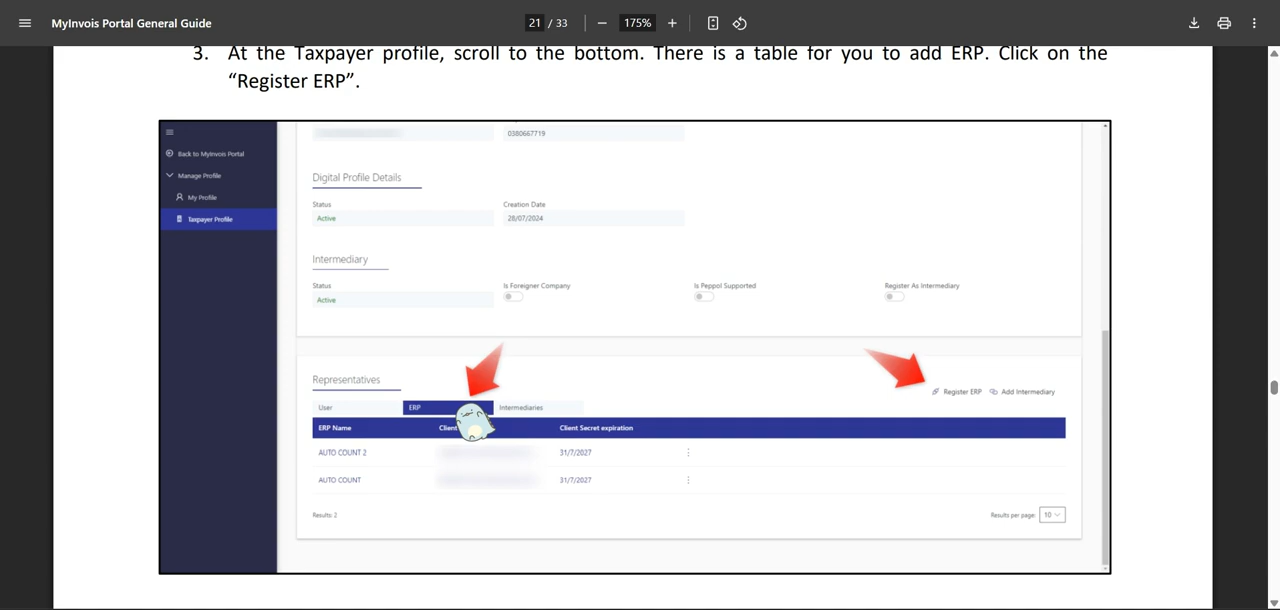 MyInvois Portal General Guide
21 / 33
175%
3. At the Taxpayer profile, scroll to the bottom. There is a table for you to add ERP. Click on the
“Register ERP”.
0380667719
Back to MyInvois Portal
Manage Profile
My Profile
Taxpayer Profile
Digital Profile Details
Status
Creation Date
Active
28/07/2024
Intermediary
Status
Is Foreigner Company
Is Peppol Supported
Register As Intermediary
Active
Representatives
Register ERP
Add Intermediary
User
ERP
Intermediaries
ERP Name
Client
Client Secret expiration
AUTO COUNT 2
31/7/2027
AUTO COUNT
31/7/2027
Results: 2
Results per page:
10